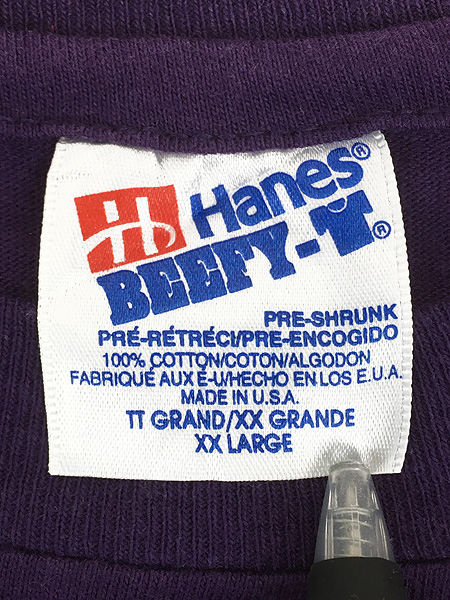 H Hanes®
BEEFY-T®
PRE-SHRUNK
PRÉ-RÉTRÉCI/PRE-ENCOGIDO
100% COTTON/COTON/ALGODON
FABRIQUÉ AUX É-U/HECHO EN LOS E.U.A.
MADE IN U.S.A.
TT GRAND/XX GRANDE
XX LARGE